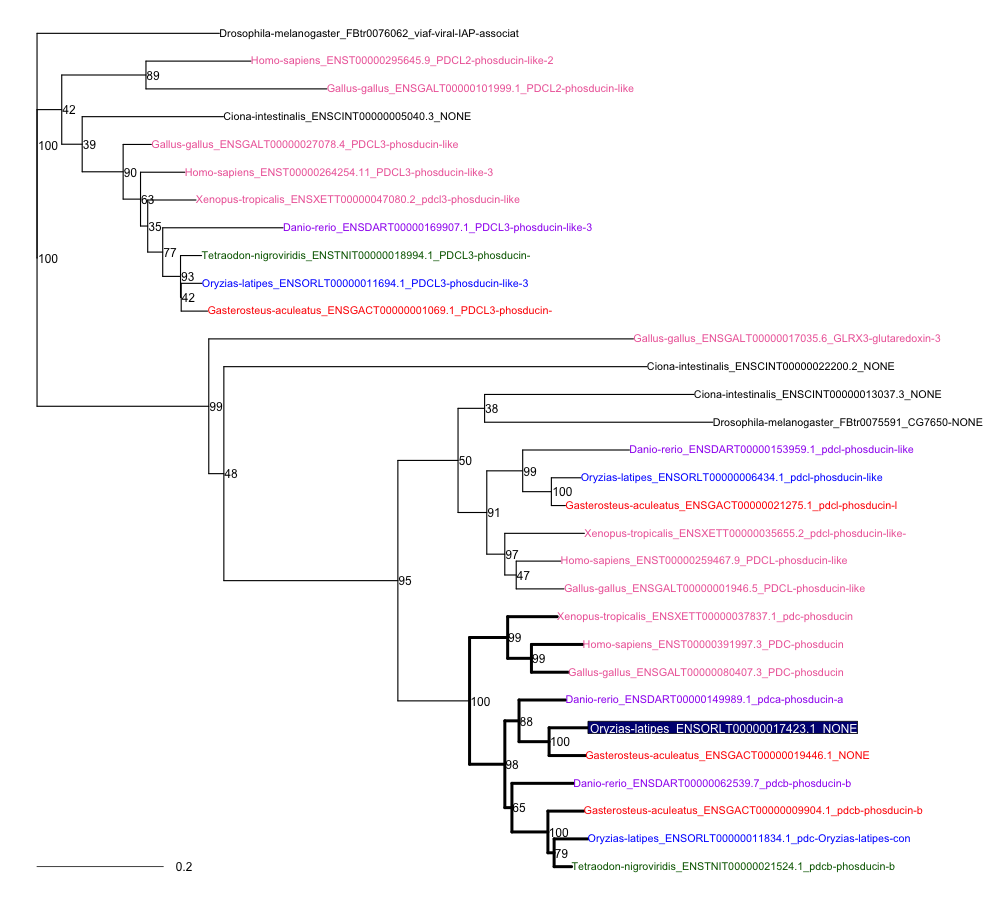 Drosophila-melanogaster_FBtr0076062_viaf-viral-IAP-associat
Homo-sapiens_ENST00000295645.9_PDCL2-phosducin-like-2
89
Gallus-gallus_ENSGALT00000101999.1_PDCL2-phosducin-like
42
Ciona-intestinalis_ENSCINT00000005040.3_NONE
100
39
Gallus-gallus_ENSGALT00000027078.4_PDCL3-phosducin-like
90
Homo-sapiens_ENST00000264254.11_PDCL3-phosducin-like-3
63
Xenopus-tropicalis_ENSXETT00000047080.2_pdcl3-phosducin-like
35
Danio-rerio_ENSDART00000169907.1_PDCL3-phosducin-like-3
77
Tetraodon-nigroviridis_ENSTNIT00000018994.1_PDCL3-phosducin-
100
93
Oryzias-latipes_ENSORLT00000011694.1_PDCL3-phosducin-like-3
42
Gasterosteus-aculeatus_ENSGACT00000001069.1_PDCL3-phosducin-
Gallus-gallus_ENSGALT00000017035.6_GLRX3-glutaredoxin-3
Ciona-intestinalis_ENSCINT00000022200.2_NONE
Ciona-intestinalis_ENSCINT00000013037.3_NONE
99
38
Drosophila-melanogaster_FBtr0075591_CG7650-NONE
Danio-rerio_ENSDART00000153959.1_pdcl-phosducin-like
50
99
48
Oryzias-latipes_ENSORLT00000006434.1_pdcl-phosducin-like
100
Gasterosteus-aculeatus_ENSGACT00000021275.1_pdcl-phosducin-l
91
Xenopus-tropicalis_ENSXETT00000035655.2_pdcl-phosducin-like-
97
Homo-sapiens_ENST00000259467.9_PDCL-phosducin-like
47
95
Gallus-gallus_ENSGALT00000001946.5_PDCL-phosducin-like
Xenopus-tropicalis_ENSXETT00000037837.1_pdc-phosducin
99
Homo-sapiens_ENST00000391997.3_PDC-phosducin
99
Gallus-gallus_ENSGALT00000080407.3_PDC-phosducin
100
Danio-rerio_ENSDART00000149989.1_pdca-phosducin-a
88
Oryzias-latipes_ENSORLT00000017423.1_NONE
100
Gasterosteus-aculeatus_ENSGACT00000019446.1_NONE
98
Danio-rerio_ENSDART00000062539.7_pdcb-phosducin-b
65
Gasterosteus-aculeatus_ENSGACT00000009904.1_pdcb-phosducin-b
100
Oryzias-latipes_ENSORLT00000011834.1_pdc-Oryzias-latipes-con
79
Tetraodon-nigroviridis_ENSTNIT00000021524.1_pdcb-phosducin-b
0.2